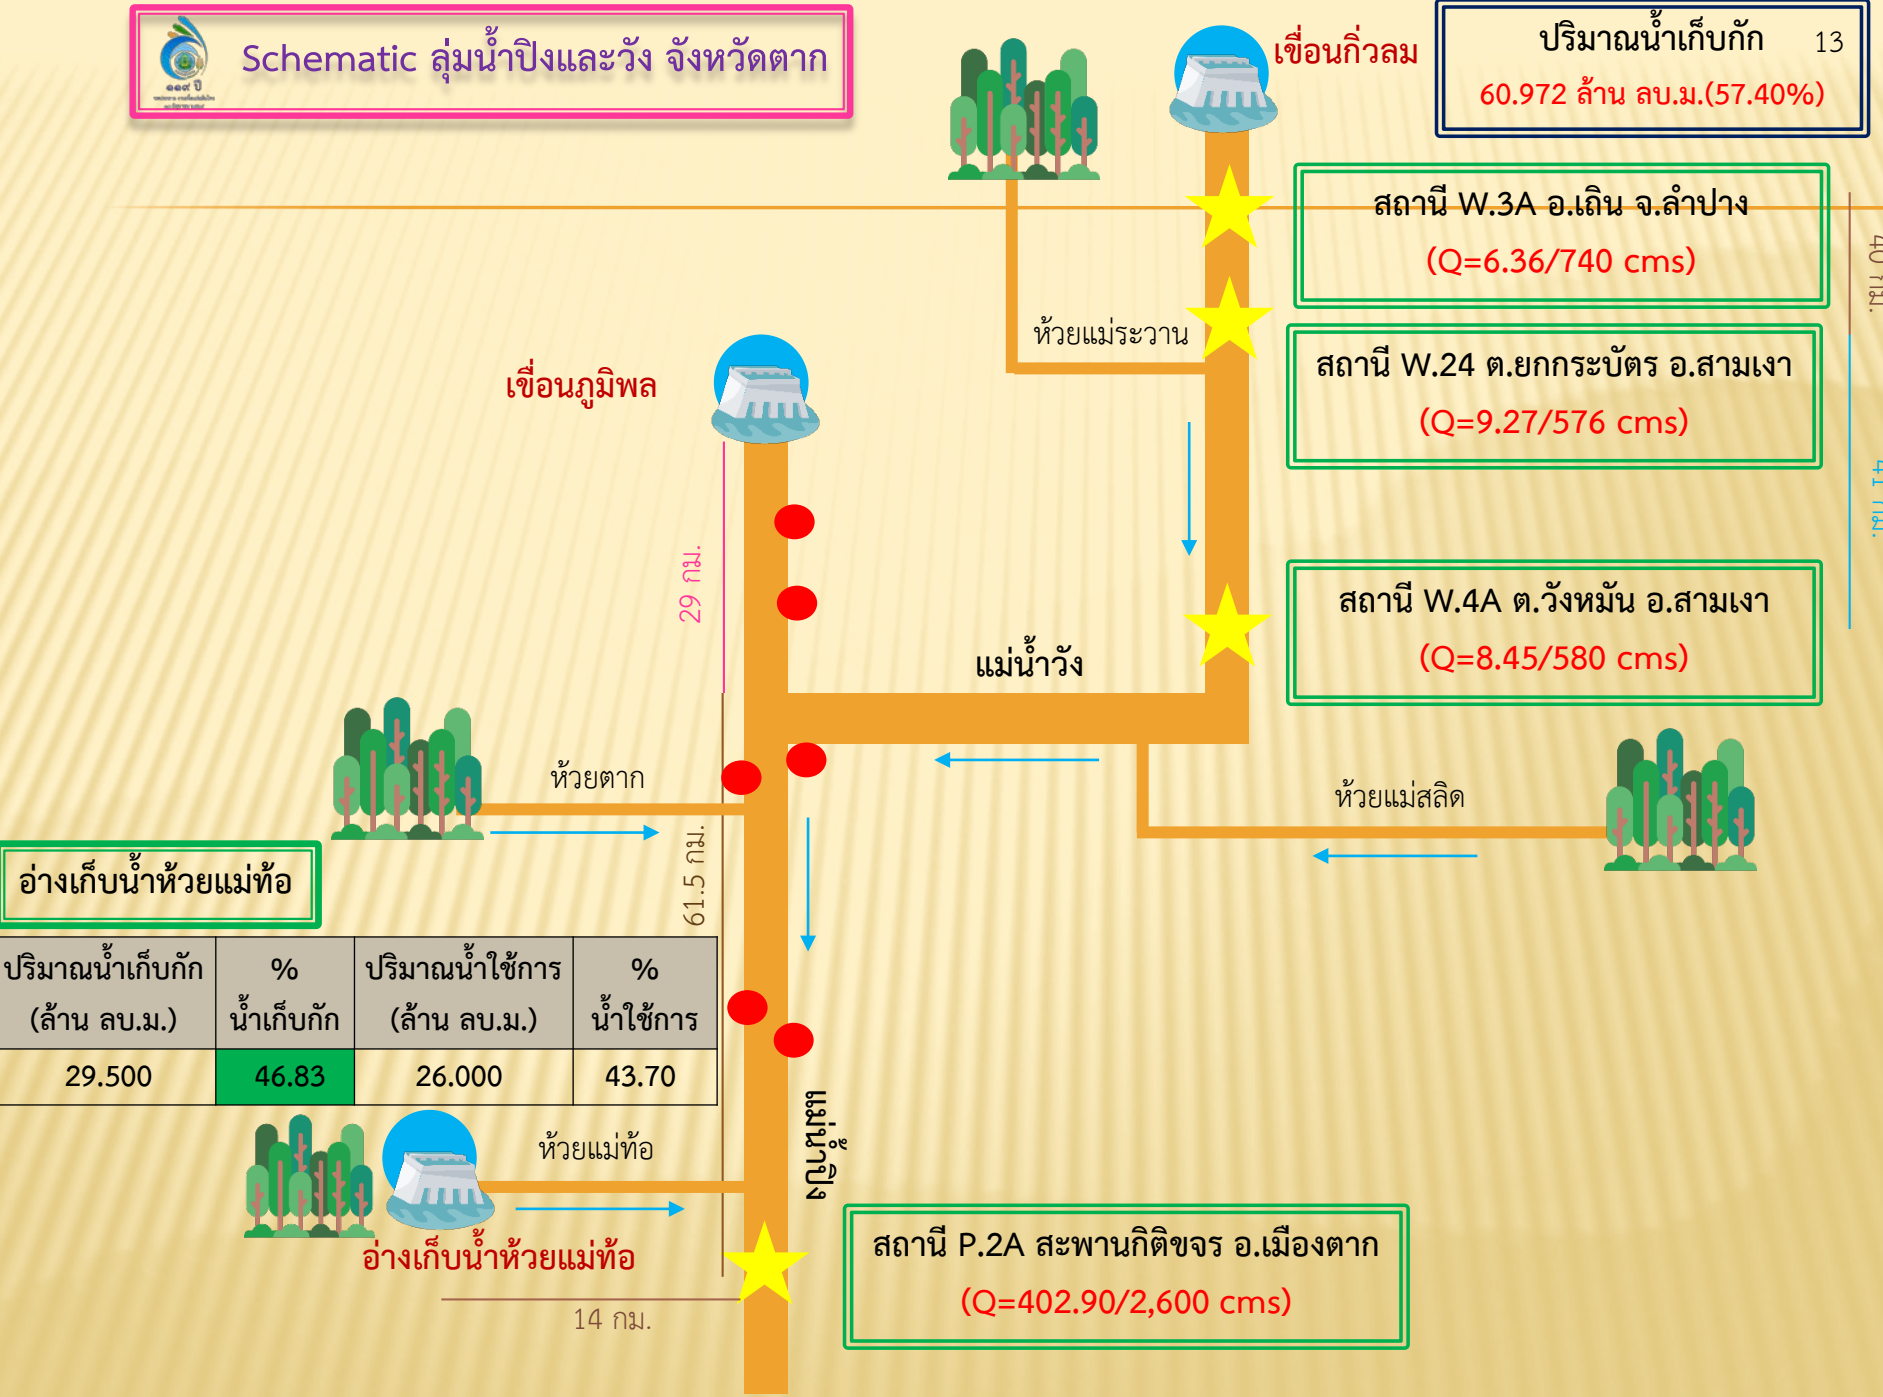 ๑๑๙ ปี
Schematic ลุ่มน้ำปิงและวัง จังหวัดตาก
เขื่อนกิ่วลม
ปริมาณน้ำเก็บกัก
13
60.972 ล้าน ลบ.ม.(57.40%)
สถานี W.3A อ.เถิน จ.ลำปาง
(Q=6.36/740 cms)
40 กม.
ห้วยแม่ระวาน
สถานี W.24 ต.ยกกระบัตร อ.สามเงา
(Q=9.27/576 cms)
เขื่อนภูมิพล
41 กม.
29 กม.
สถานี W.4A ต.วังหมัน อ.สามเงา
(Q=8.45/580 cms)
แม่น้ำวัง
ห้วยตาก
ห้วยแม่สลิด
61.5 กม.
อ่างเก็บน้ำห้วยแม่ท้อ
ปริมาณน้ำเก็บกัก (ล้าน ลบ.ม.)
% น้ำเก็บกัก
ปริมาณน้ำใช้การ (ล้าน ลบ.ม.)
% น้ำใช้การ
29.500 46.83 26.000 43.70
ห้วยแม่ท้อ
แม่น้ำปิง
อ่างเก็บน้ำห้วยแม่ท้อ
14 กม.
สถานี P.2A สะพานกิติขจร อ.เมืองตาก
(Q=402.90/2,600 cms)